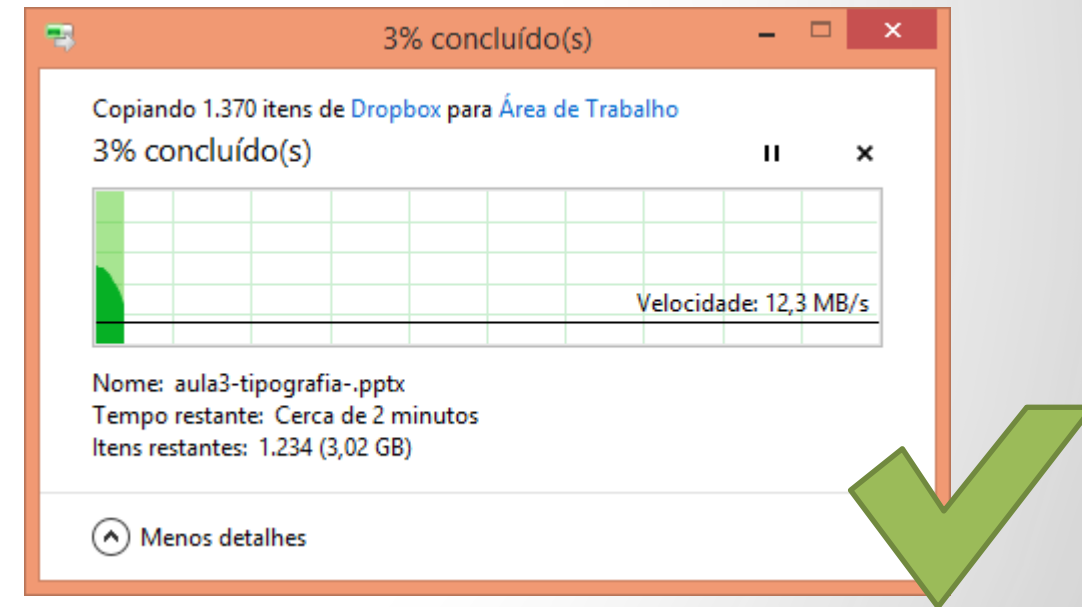 3% concluído(s)
Copiando 1.370 itens de Dropbox para Área de Trabalho
3% concluído(s)
Velocidade: 12,3 MB/s
Nome: aula3-tipografia-.pptx
Tempo restante: Cerca de 2 minutos
Itens restantes: 1.234 (3,02 GB)
Menos detalhes